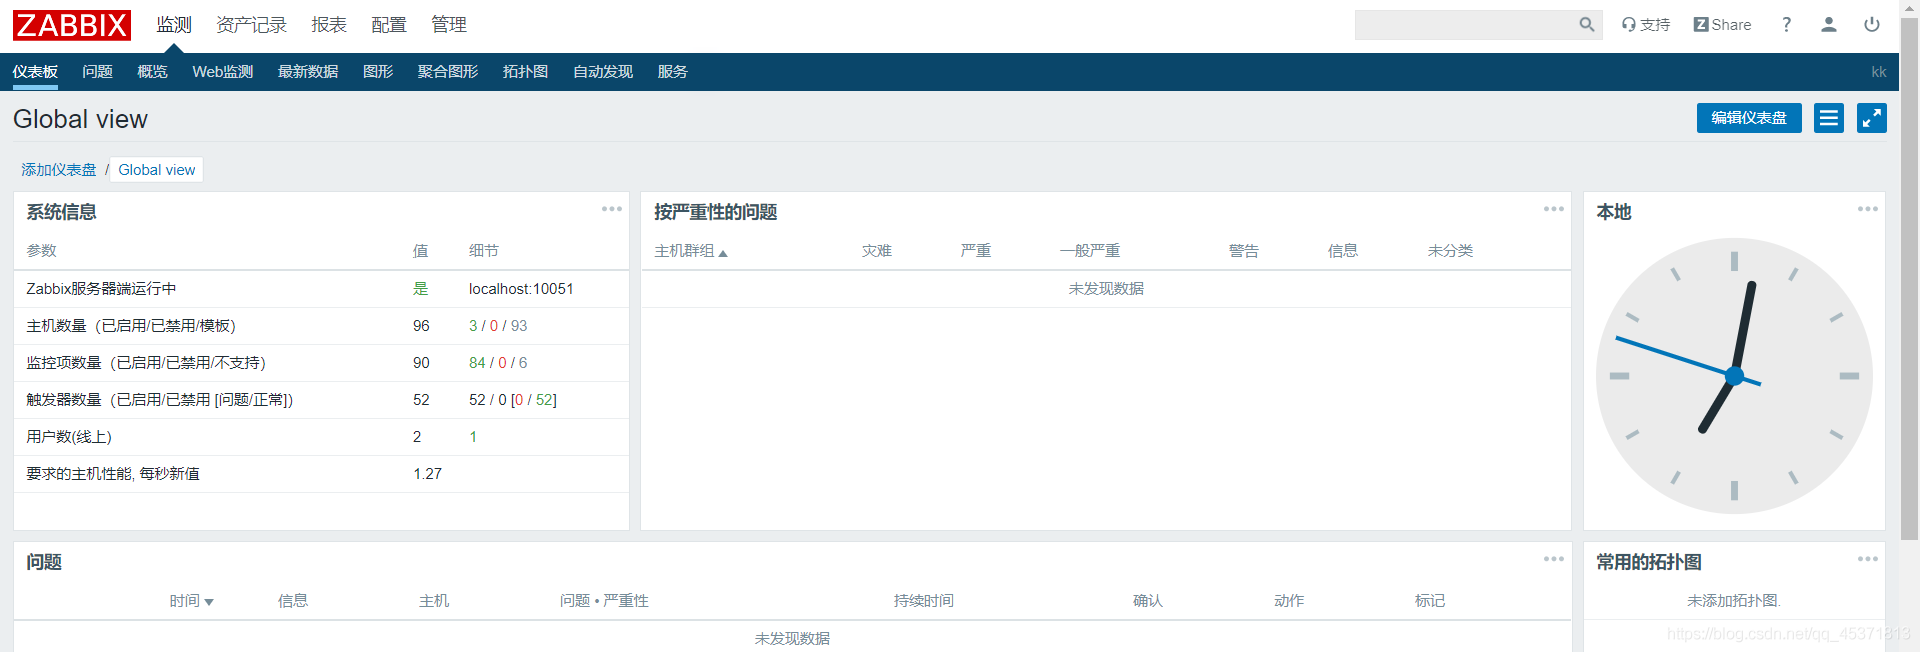 ZABBIX 监测 资产记录 报表 配置 管理 支持 Z Share ?
仪表板 问题 概览 Web监测 最新数据 图形 聚合图形 拓扑图 自动发现 服务 kk
Global view 编辑仪表盘
添加仪表盘 / Global view
系统信息
参数 值 细节
Zabbix服务器端运行中 是 localhost:10051
主机数量（已启用/已禁用/模板） 96 3 / 0 / 93
监控项数量（已启用/已禁用/不支持） 90 84 / 0 / 6
触发器数量（已启用/已禁用 [问题/正常]） 52 52 / 0 [0 / 52]
用户数(线上) 2 1
要求的主机性能, 每秒新值 1.27
按严重性的问题
主机群组 ▲ 灾难 严重 一般严重 警告 信息 未分类
未发现数据
本地
问题
时间 ▼ 信息 主机 问题 • 严重性 持续时间 确认 动作 标记
未发现数据
常用的拓扑图
未添加拓扑图.
https://blog.csdn.net/qq_45371813